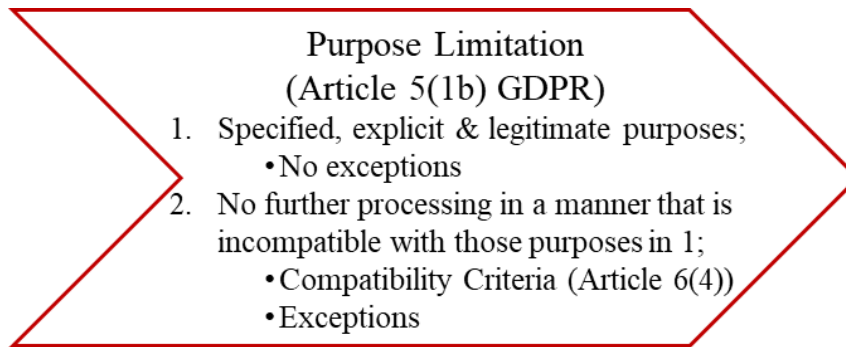 Purpose Limitation
(Article 5(1b) GDPR)
1. Specified, explicit & legitimate purposes;
•No exceptions
2. No further processing in a manner that is
incompatible with those purposes in 1;
•Compatibility Criteria (Article 6(4))
•Exceptions